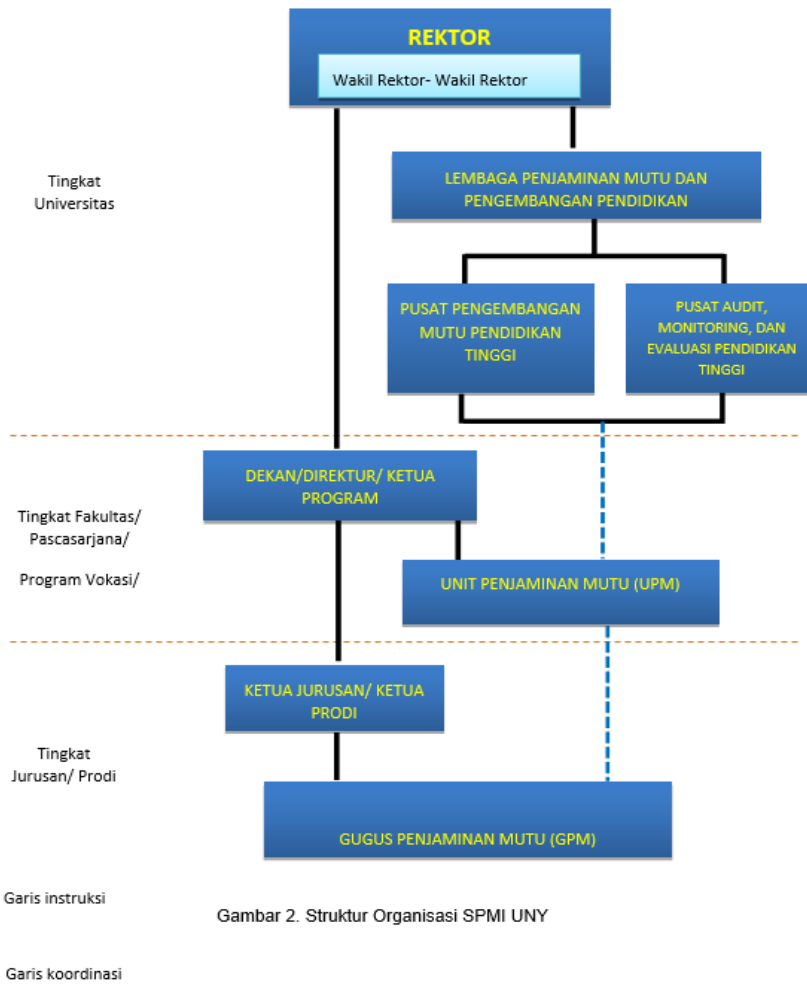 REKTOR
Wakil Rektor- Wakil Rektor
Tingkat
Universitas
LEMBAGA PENJAMINAN MUTU DAN
PENGEMBANGAN PENDIDIKAN
PUSAT PENGEMBANGAN
MUTU PENDIDIKAN
TINGGI
PUSAT AUDIT,
MONITORING, DAN
EVALUASI PENDIDIKAN
TINGGI
DEKAN/DIREKTUR/ KETUA
PROGRAM
Tingkat Fakultas/
Pascasarjana/
Program Vokasi/
UNIT PENJAMINAN MUTU (UPM)
KETUA JURUSAN/ KETUA
PRODI
Tingkat
Jurusan/ Prodi
GUGUS PENJAMINAN MUTU (GPM)
Garis instruksi
Gambar 2. Struktur Organisasi SPMI UNY
Garis koordinasi